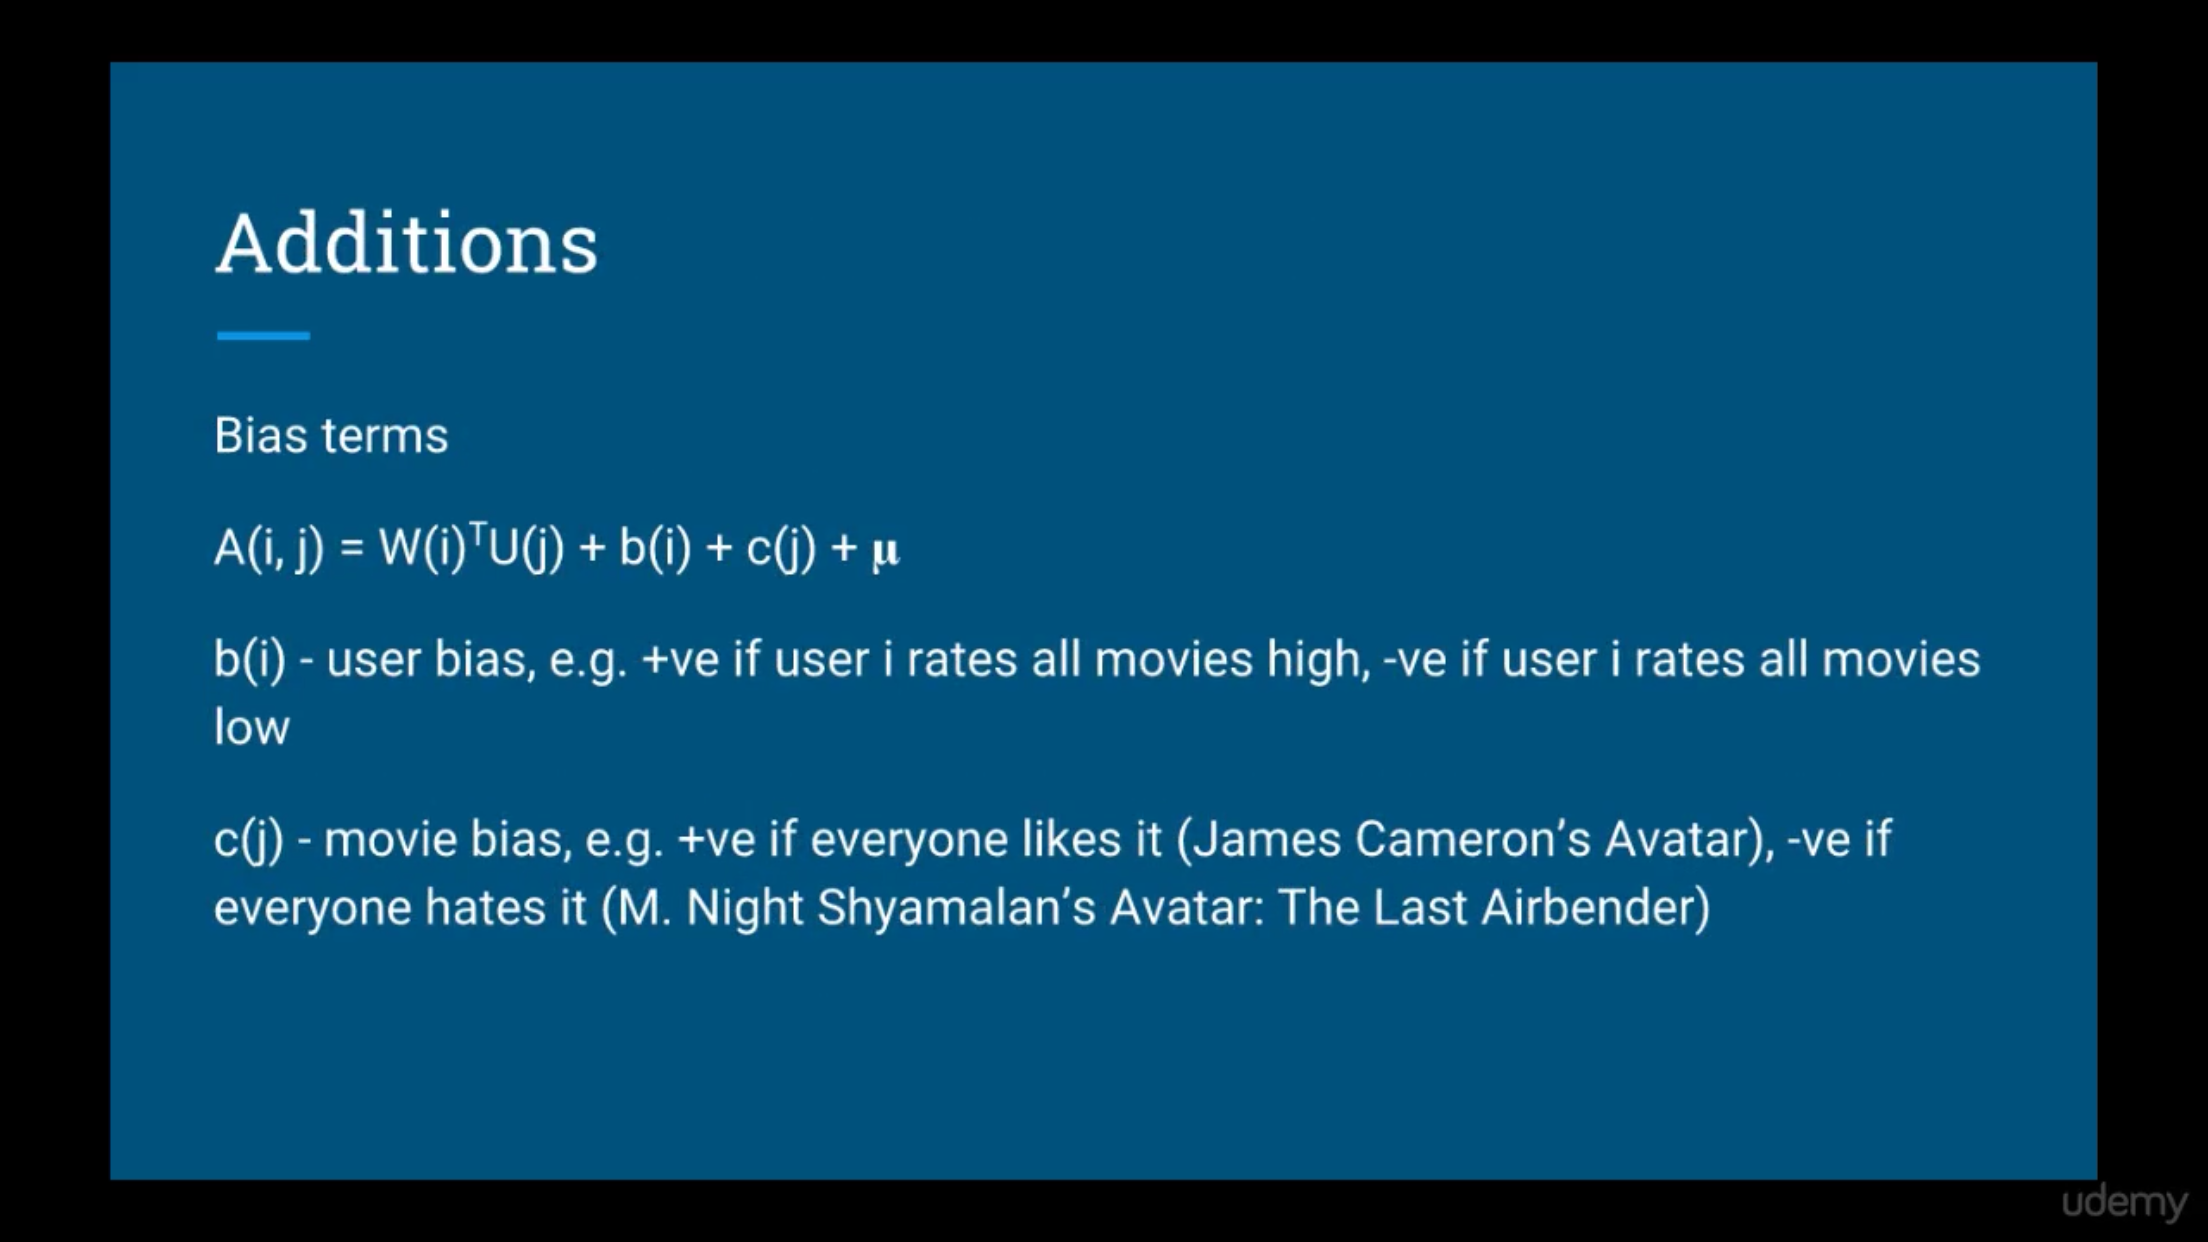 Additions
Bias terms
A(i, j) = W(i)ᵀU(j) + b(i) + c(j) + μ
b(i) - user bias, e.g. +ve if user i rates all movies high, -ve if user i rates all movies
low
c(j) - movie bias, e.g. +ve if everyone likes it (James Cameron’s Avatar), -ve if
everyone hates it (M. Night Shyamalan’s Avatar: The Last Airbender)
udemy